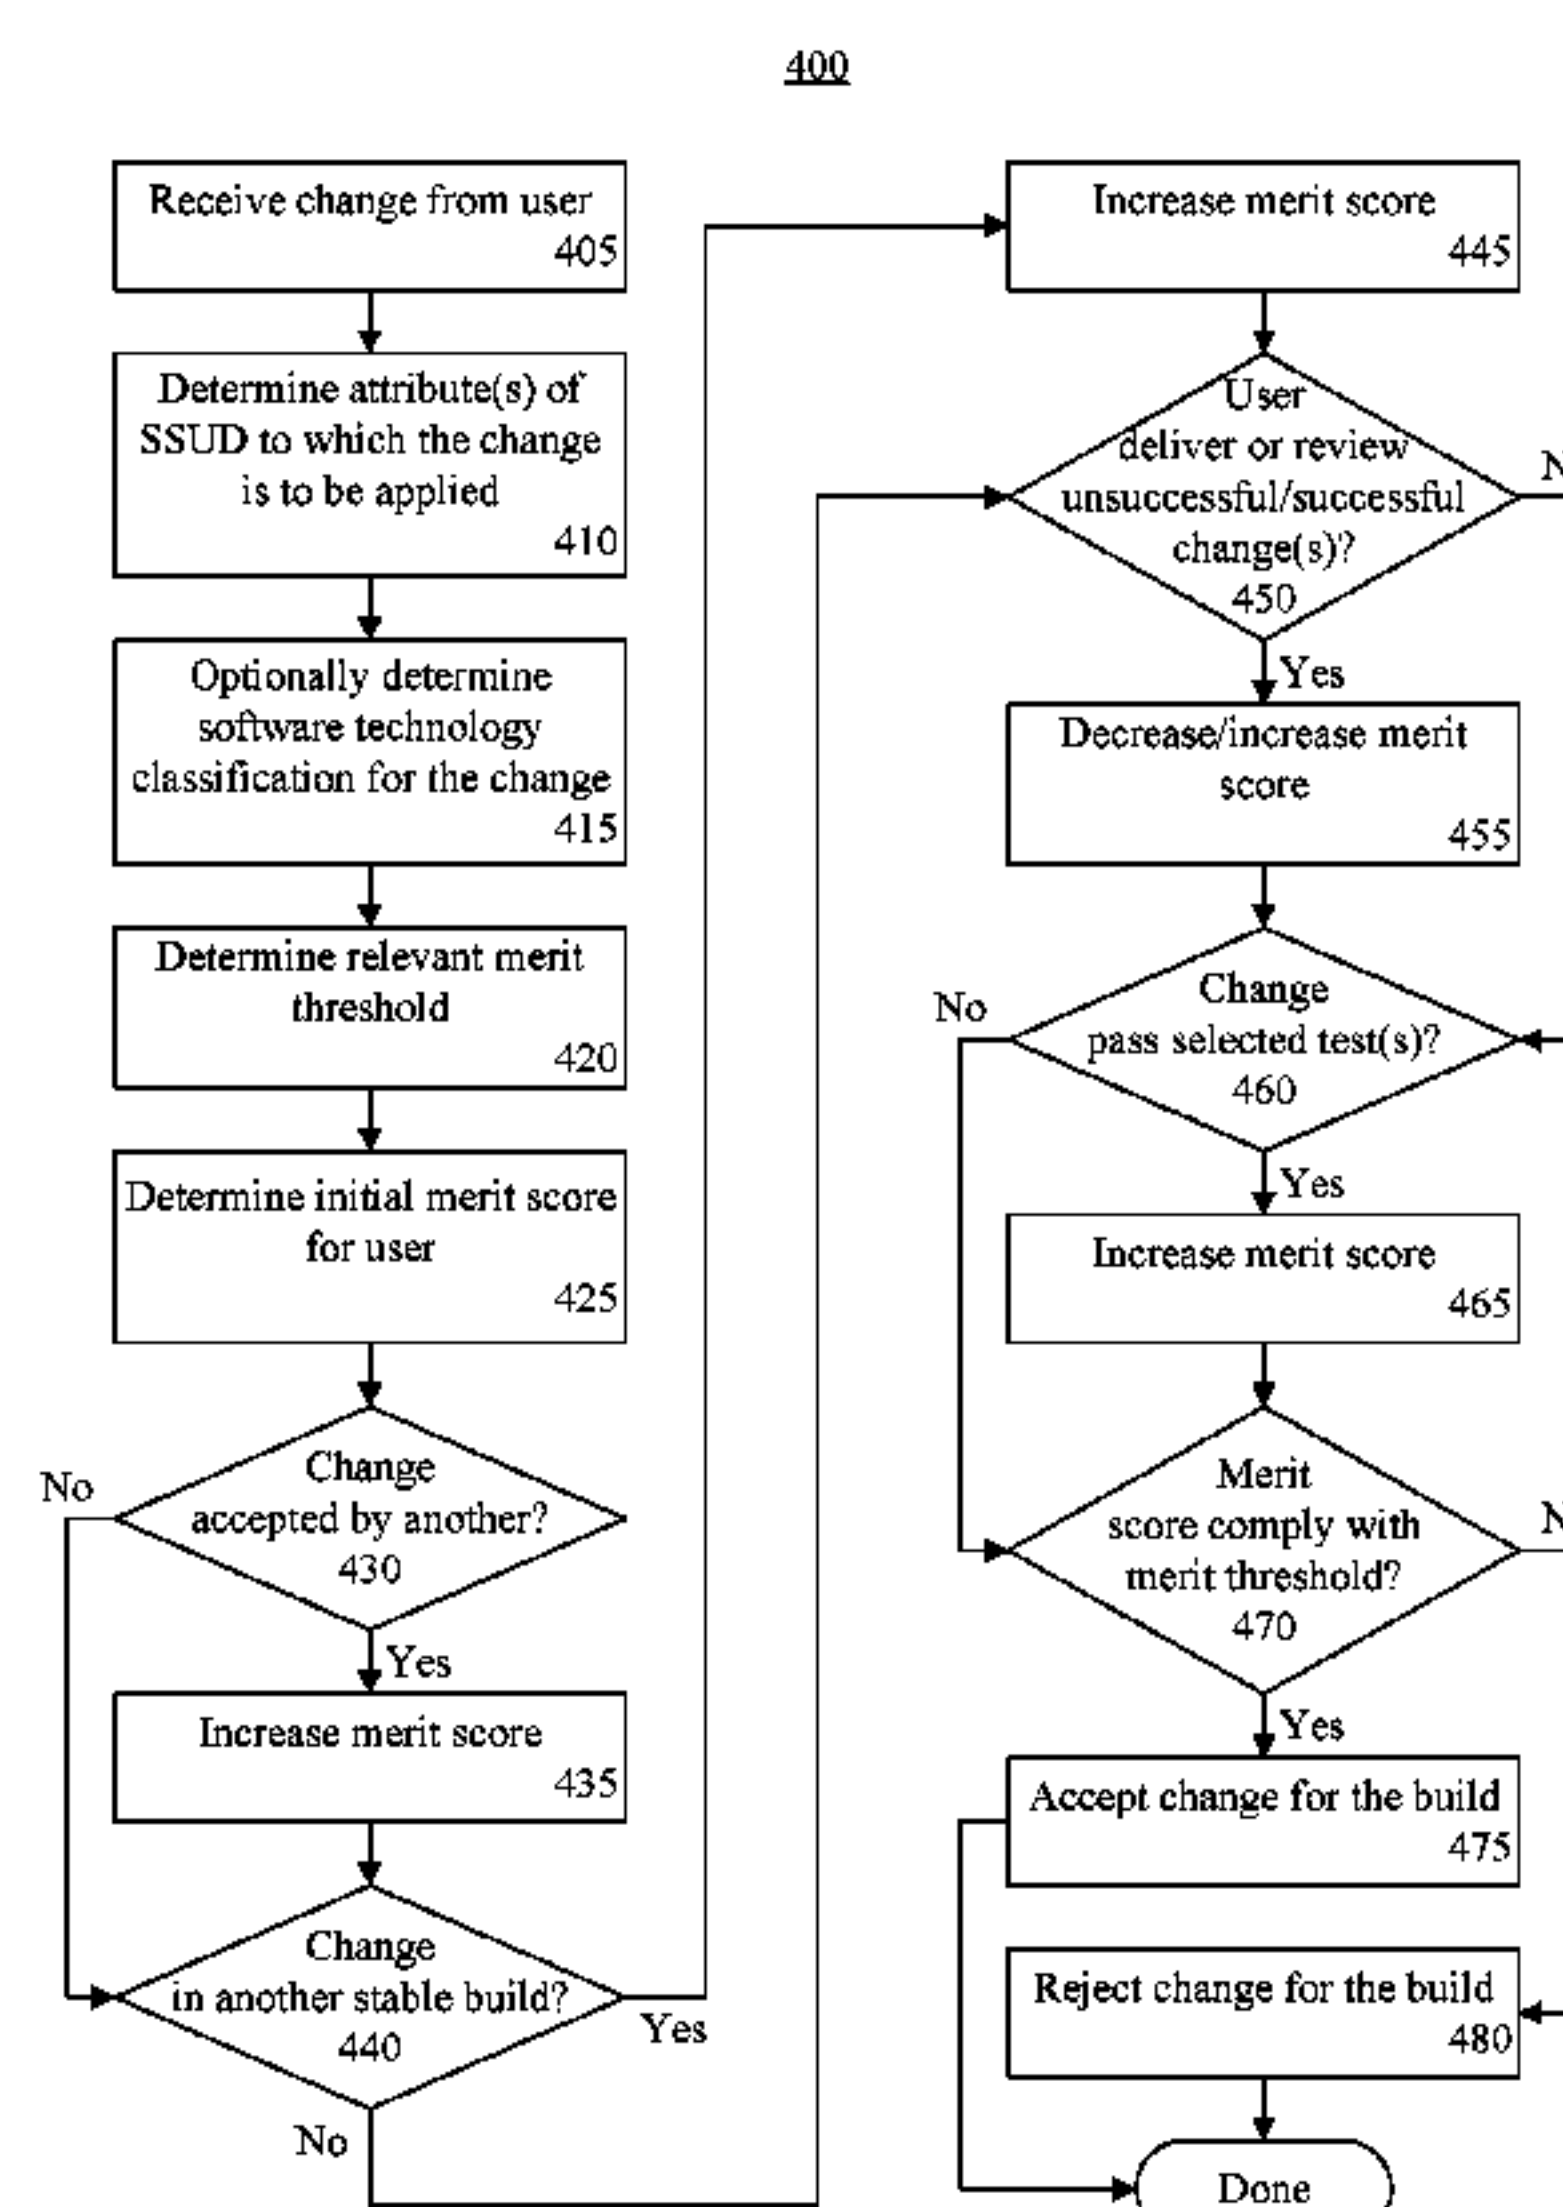 400
Receive change from user
405
Determine attribute(s) of
SSUD to which the change
is to be applied
410
Optionally determine
software technology
classification for the change
415
Determine relevant merit
threshold
420
Determine initial merit score
for user
425
Change
accepted by another?
430
No
Yes
Increase merit score
435
Change
in another stable build?
440
Yes
No
Increase merit score
445
User
deliver or review
unsuccessful/successful
change(s)?
450
N
Yes
Decrease/increase merit
score
455
Change
pass selected test(s)?
460
No
Yes
Increase merit score
465
Merit
score comply with
merit threshold?
470
N
Yes
Accept change for the build
475
Reject change for the build
480
Done